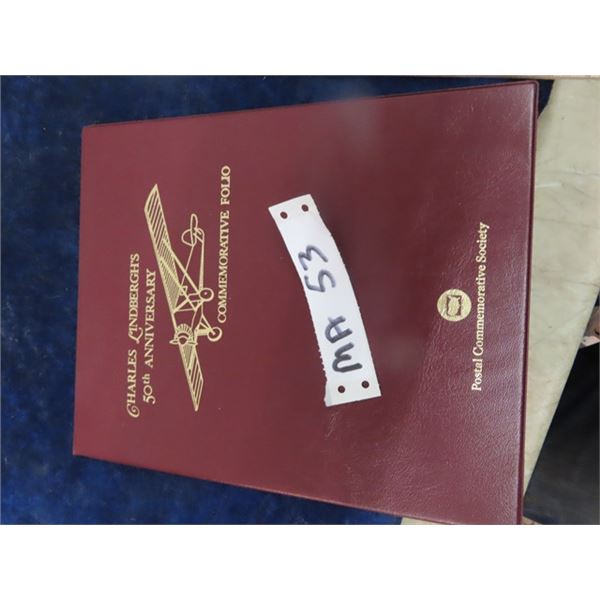 CHARLES LINDBERGH'S
50th ANNIVERSARY
COMMEMORATIVE FOLIO
MA 53
Postal Commemorative Society